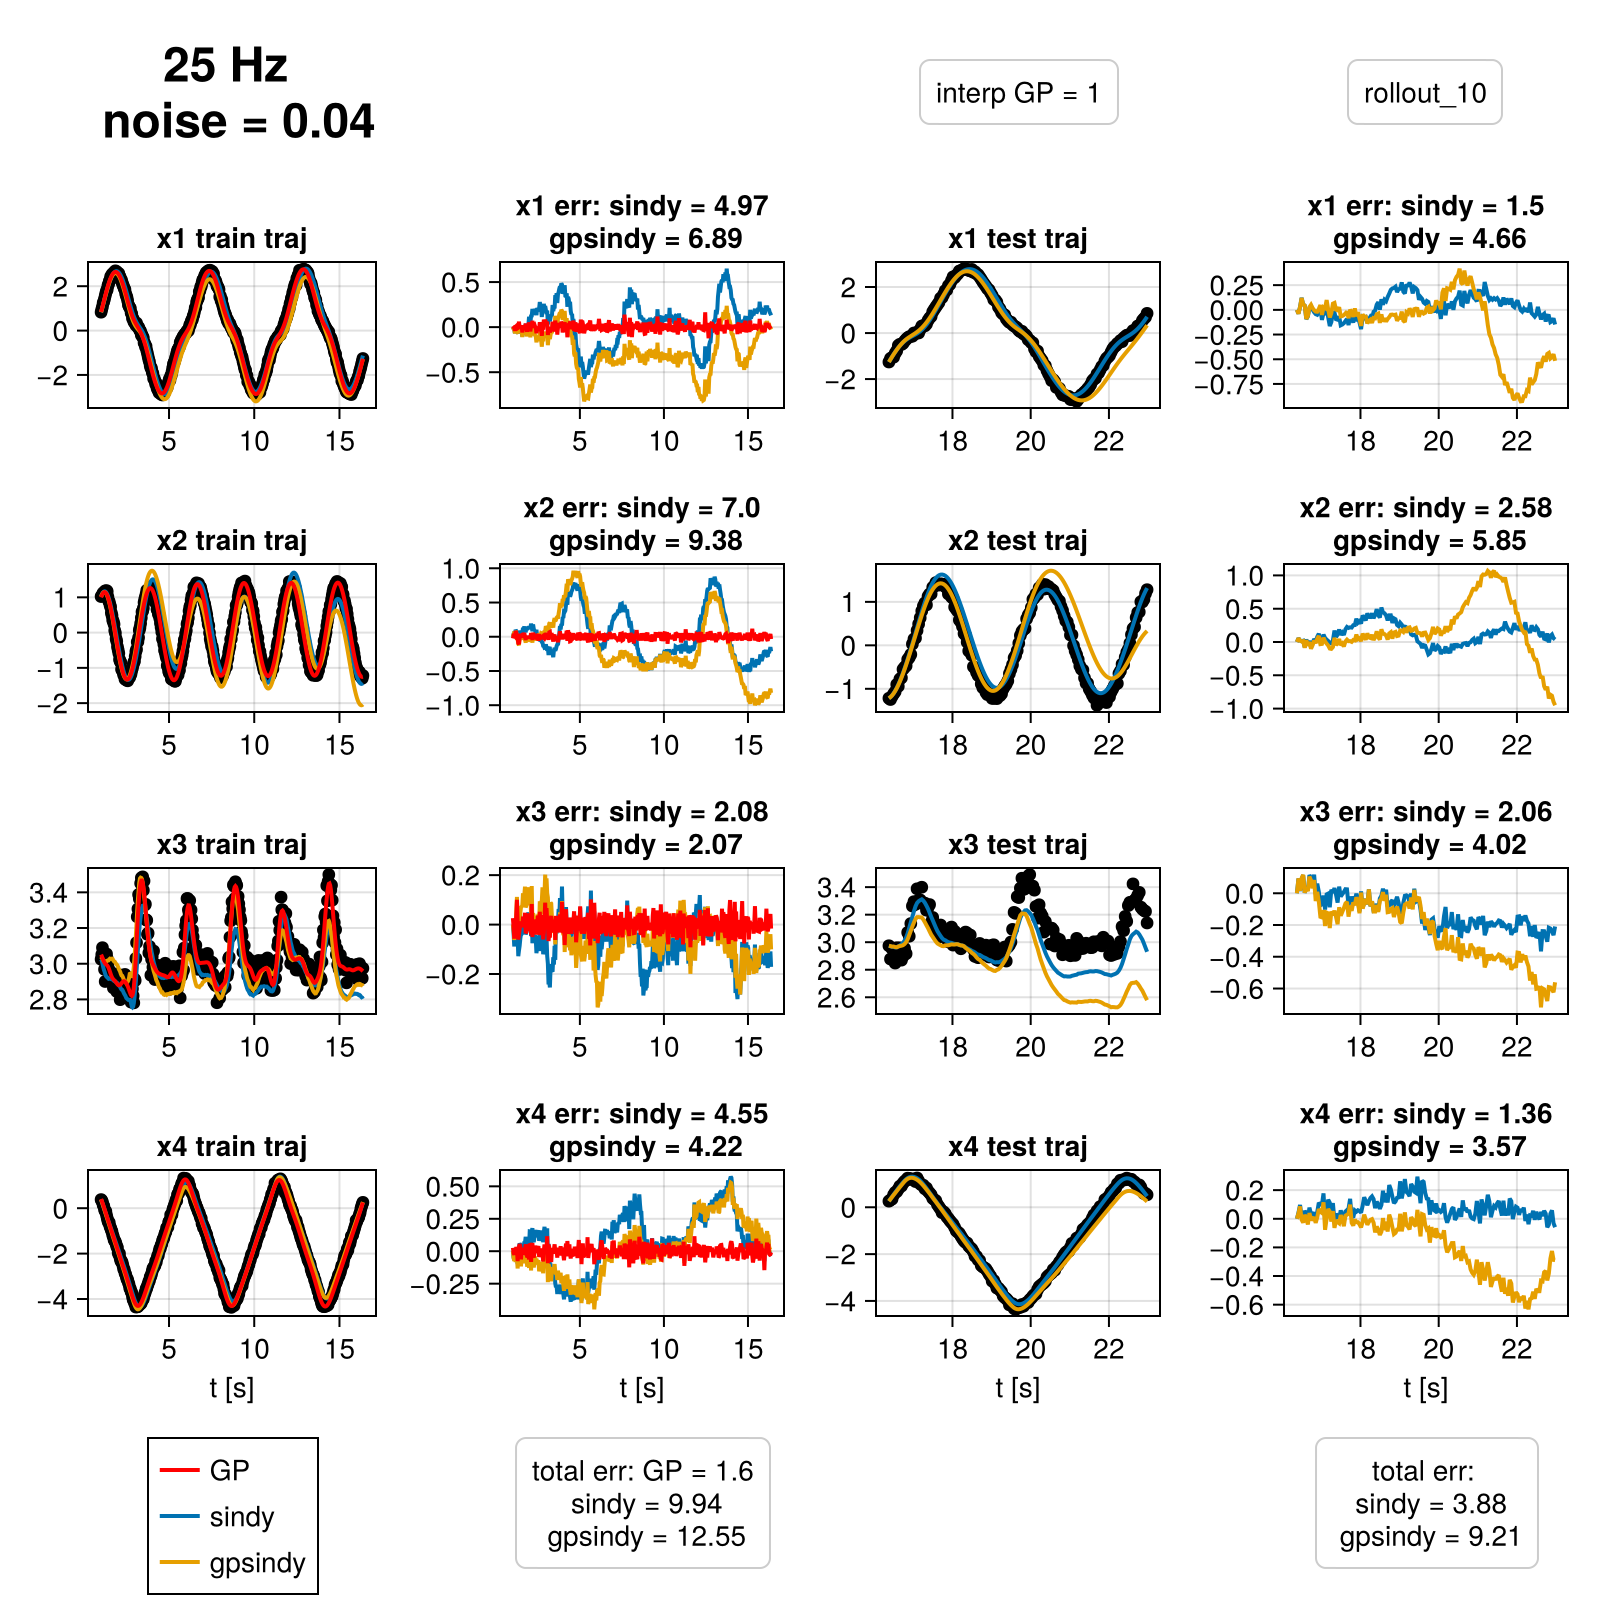 25 Hz
noise = 0.04
interp GP = 1
rollout_10
x1 train traj
2
0
−2
5
10
15
x1 err: sindy = 4.97
gpsindy = 6.89
0.5
0.0
−0.5
5
10
15
x1 test traj
2
0
−2
18
20
22
x1 err: sindy = 1.5
gpsindy = 4.66
0.25
0.00
−0.25
−0.50
−0.75
18
20
22
x2 train traj
1
0
−1
−2
5
10
15
x2 err: sindy = 7.0
gpsindy = 9.38
1.0
0.5
0.0
−0.5
−1.0
5
10
15
x2 test traj
1
0
−1
18
20
22
x2 err: sindy = 2.58
gpsindy = 5.85
1.0
0.5
0.0
−0.5
−1.0
18
20
22
x3 train traj
3.4
3.2
3.0
2.8
5
10
15
x3 err: sindy = 2.08
gpsindy = 2.07
0.2
0.0
−0.2
5
10
15
x3 test traj
3.4
3.2
3.0
2.8
2.6
18
20
22
x3 err: sindy = 2.06
gpsindy = 4.02
0.0
−0.2
−0.4
−0.6
18
20
22
x4 train traj
0
−2
−4
5
10
15
t [s]
x4 err: sindy = 4.55
gpsindy = 4.22
0.50
0.25
0.00
−0.25
5
10
15
t [s]
x4 test traj
0
−2
−4
18
20
22
t [s]
x4 err: sindy = 1.36
gpsindy = 3.57
0.2
0.0
−0.2
−0.4
−0.6
18
20
22
t [s]
GP
sindy
gpsindy
total err: GP = 1.6
sindy = 9.94
gpsindy = 12.55
total err:
sindy = 3.88
gpsindy = 9.21